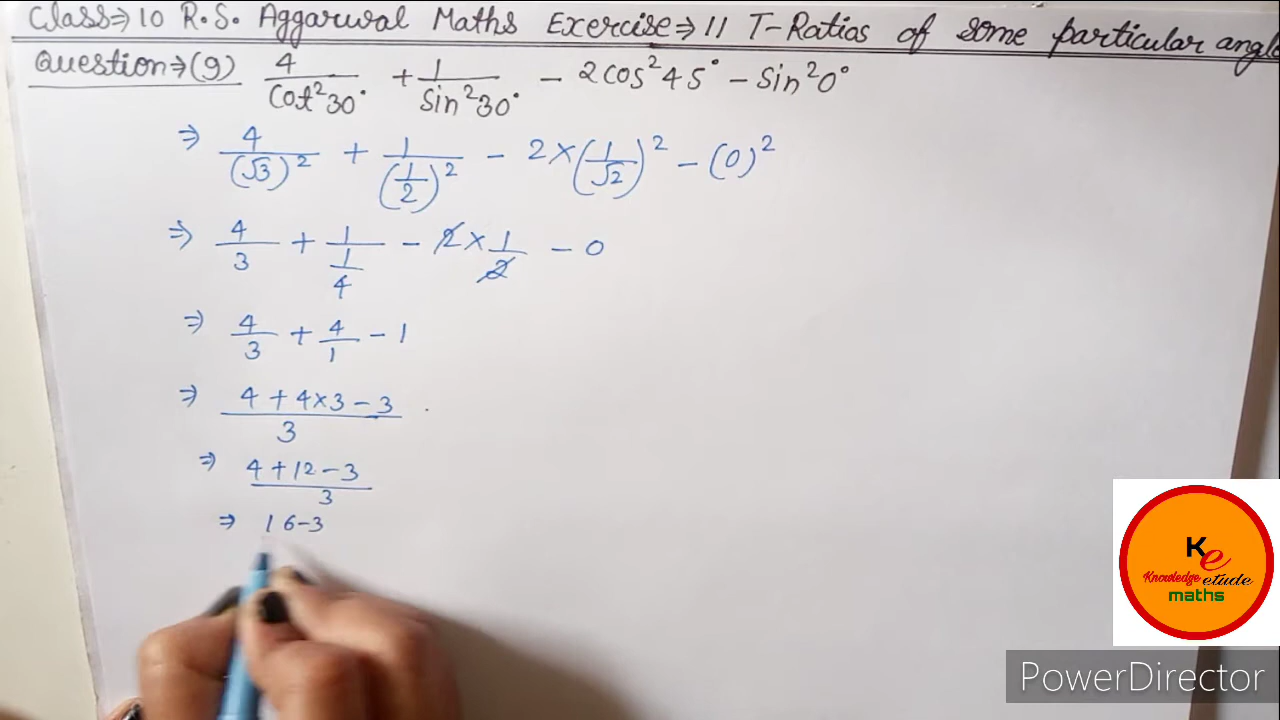 Class⇒ 10 R.S. Aggarwal Maths Exercise⇒ 11 T-Ratios of some particular angle
Question⇒(9) 4/Cot²30° + 1/Sin²30° - 2cos²45° - Sin²0°
⇒ 4/(√3)² + 1/(1/2)² - 2×(1/√2)² - (0)²
⇒ 4/3 + 1/(1/4) - 2×1/2 - 0
⇒ 4/3 + 4/1 - 1
⇒ (4+4×3-3)/3
⇒ (4+12-3)/3
⇒ 16-3
Ke
Knowledge etude
maths
PowerDirector